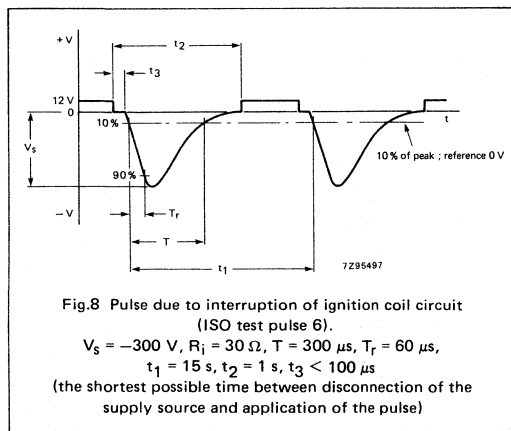 +V
t2
t3
12 V
0
t
10%
Vs
10% of peak ; reference 0 V
90%
−V
Tr
T
t1
7Z95497
Fig.8 Pulse due to interruption of ignition coil circuit
(ISO test pulse 6).
Vs = −300 V, Ri = 30 Ω, T = 300 μs, Tr = 60 μs,
t1 = 15 s, t2 = 1 s, t3 < 100 μs
(the shortest possible time between disconnection of the
supply source and application of the pulse)